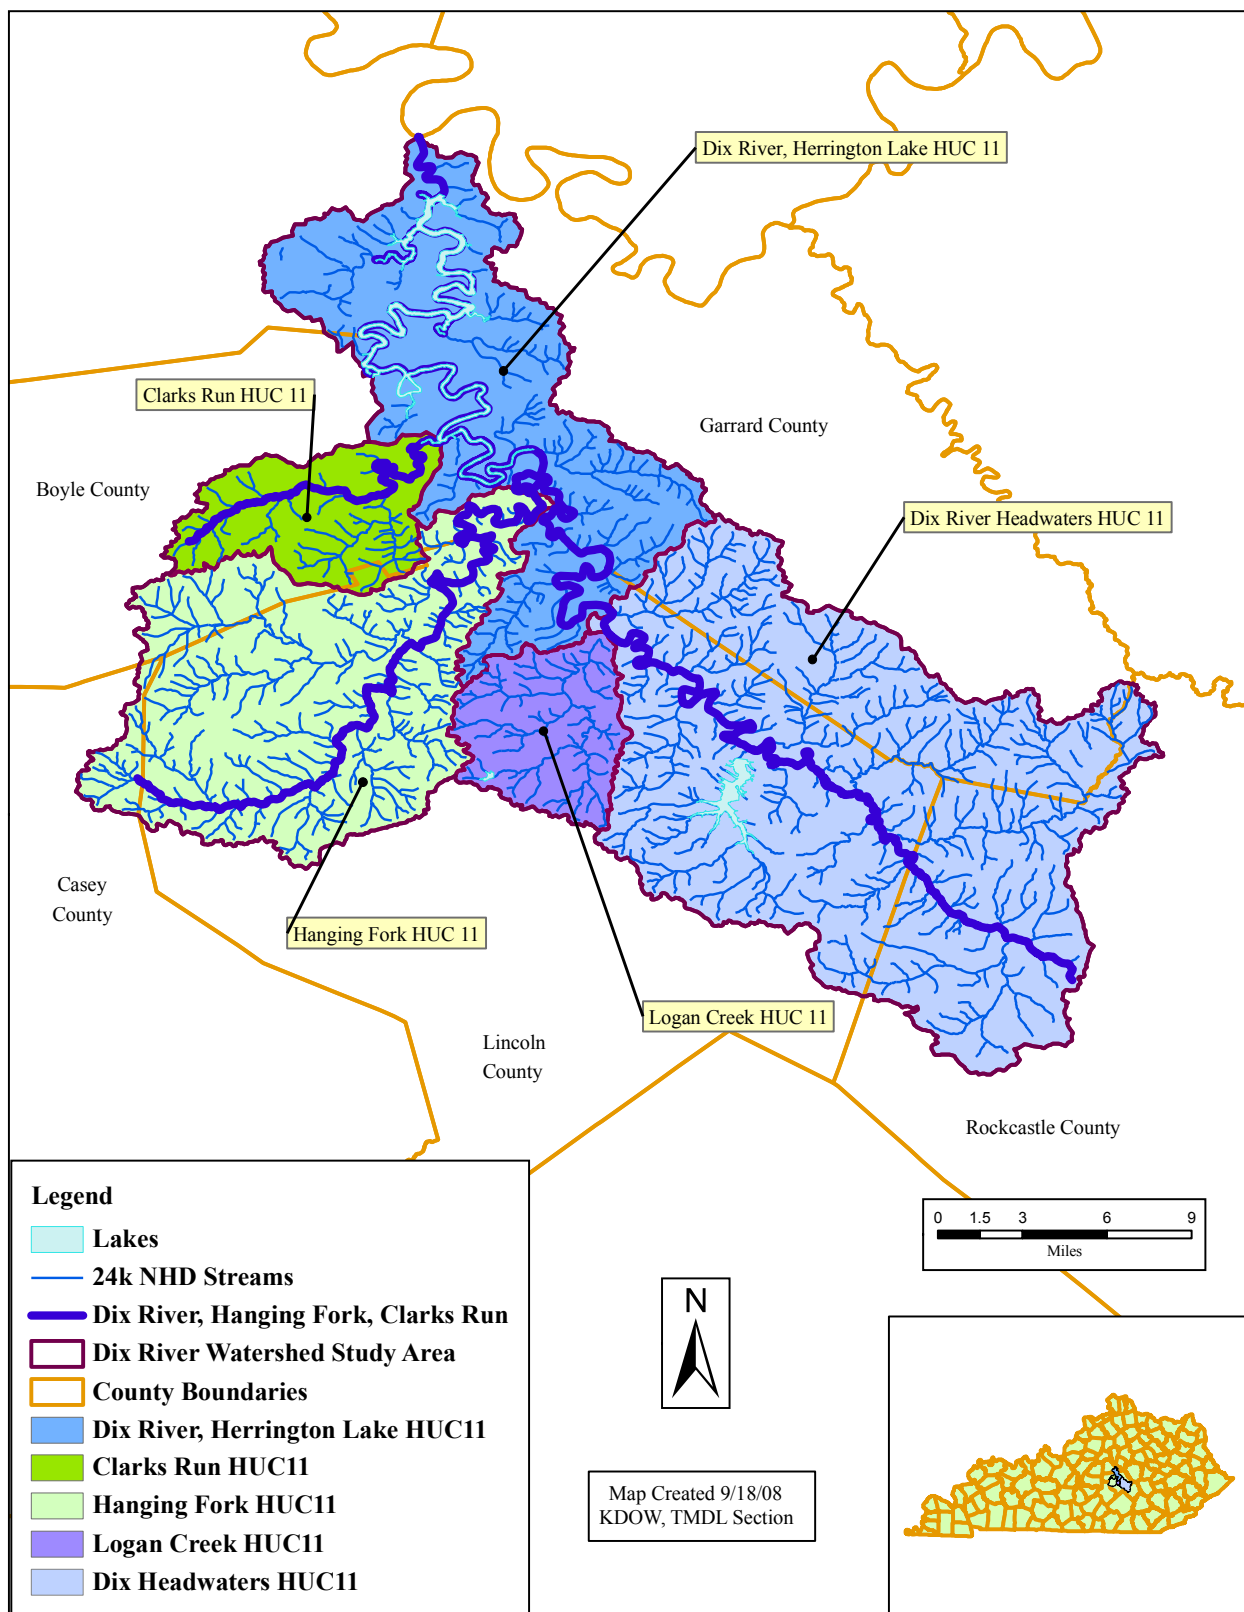 Dix River, Herrington Lake HUC 11
Clarks Run HUC 11
Garrard County
Boyle County
Dix River Headwaters HUC 11
Casey
County
Hanging Fork HUC 11
Logan Creek HUC 11
Lincoln
County
Rockcastle County
Legend
Lakes
24k NHD Streams
Dix River, Hanging Fork, Clarks Run
Dix River Watershed Study Area
County Boundaries
Dix River, Herrington Lake HUC11
Clarks Run HUC11
Hanging Fork HUC11
Logan Creek HUC11
Dix Headwaters HUC11
0 1.5 3 6 9
Miles
N
Map Created 9/18/08
KDOW, TMDL Section